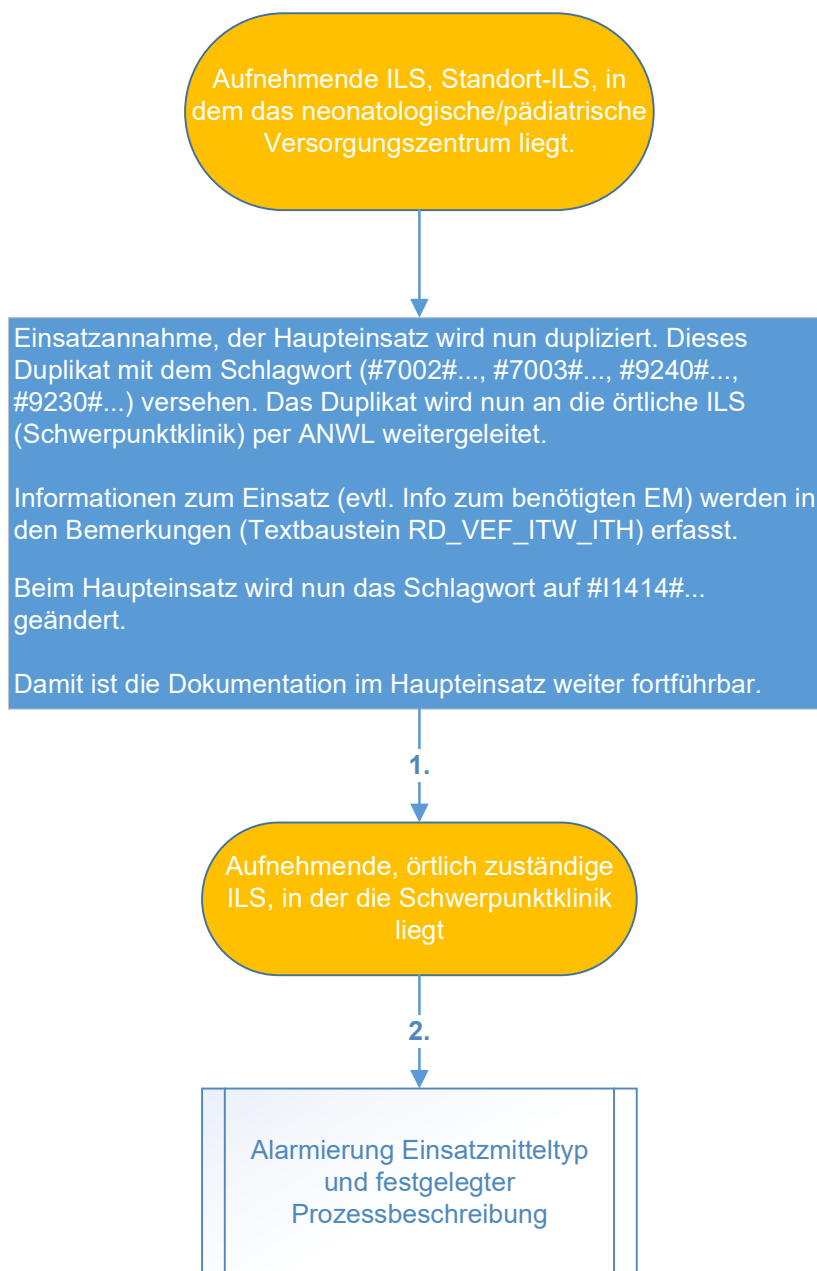 Aufnehmende ILS, Standort-ILS, in
dem das neonatologische/pädiatrische
Versorgungszentrum liegt.
Einsatzannahme, der Haupteinsatz wird nun dupliziert. Dieses
Duplikat mit dem Schlagwort (#7002#..., #7003#..., #9240#...,
#9230#...) versehen. Das Duplikat wird nun an die örtliche ILS
(Schwerpunktklinik) per ANWL weitergeleitet.
Informationen zum Einsatz (evtl. Info zum benötigten EM) werden in
den Bemerkungen (Textbaustein RD_VEF_ITW_ITH) erfasst.
Beim Haupteinsatz wird nun das Schlagwort auf #I1414#...
geändert.
Damit ist die Dokumentation im Haupteinsatz weiter fortführbar.
1.
Aufnehmende, örtlich zuständige
ILS, in der die Schwerpunktklinik
liegt
2.
Alarmierung Einsatzmitteltyp
und festgelegter
Prozessbeschreibung